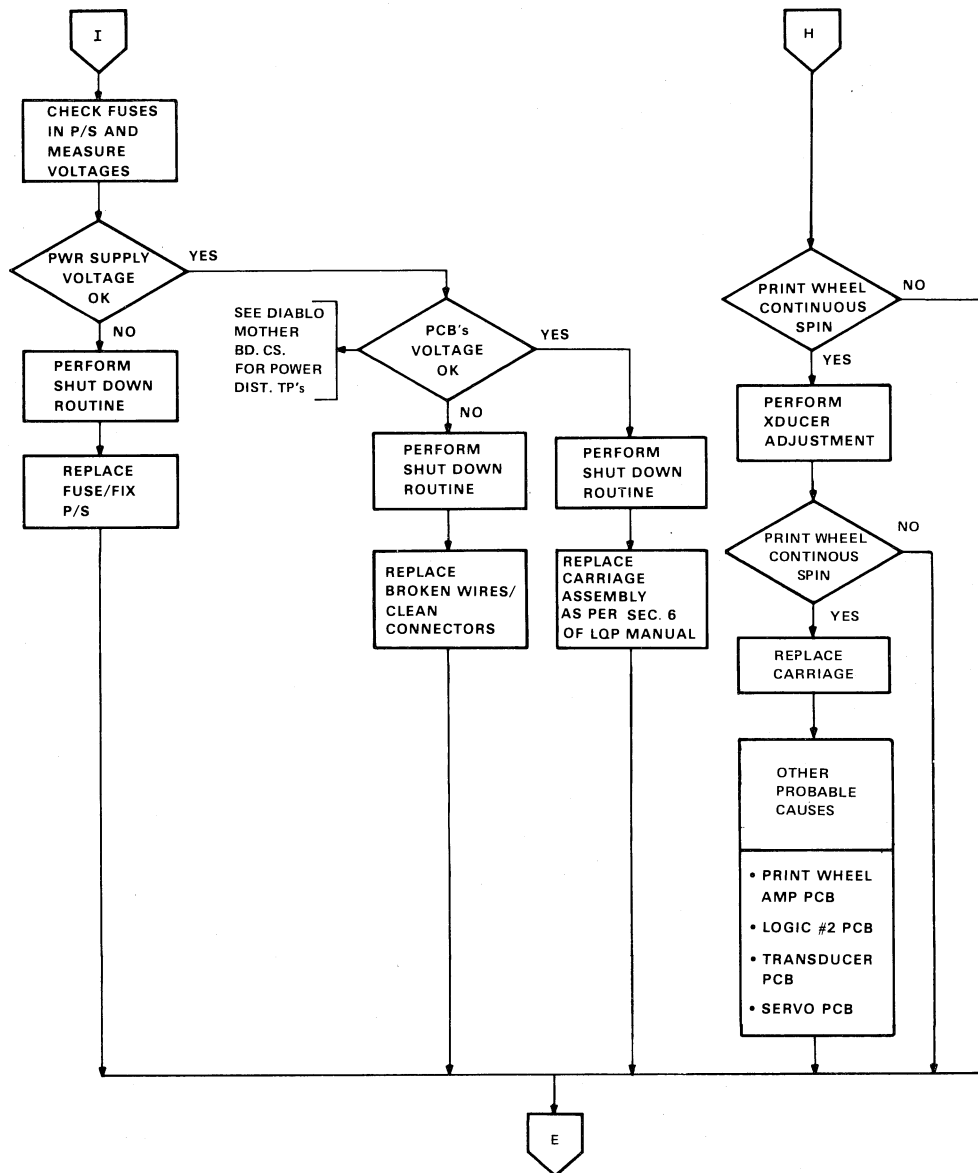 I
CHECK FUSES
IN P/S AND
MEASURE
VOLTAGES
PWR SUPPLY
VOLTAGE
OK
YES
NO
PERFORM
SHUT DOWN
ROUTINE
REPLACE
FUSE/FIX
P/S
SEE DIABLO
MOTHER
BD. CS.
FOR POWER
DIST. TP's
PCB's
VOLTAGE
OK
YES
NO
PERFORM
SHUT DOWN
ROUTINE
REPLACE
BROKEN WIRES/
CLEAN
CONNECTORS
PERFORM
SHUT DOWN
ROUTINE
REPLACE
CARRIAGE
ASSEMBLY
AS PER SEC. 6
OF LQP MANUAL
H
PRINT WHEEL
CONTINUOUS
SPIN
NO
YES
PERFORM
XDUCER
ADJUSTMENT
PRINT WHEEL
CONTINOUS
SPIN
NO
YES
REPLACE
CARRIAGE
OTHER
PROBABLE
CAUSES
• PRINT WHEEL
AMP PCB
• LOGIC #2 PCB
• TRANSDUCER
PCB
• SERVO PCB
E